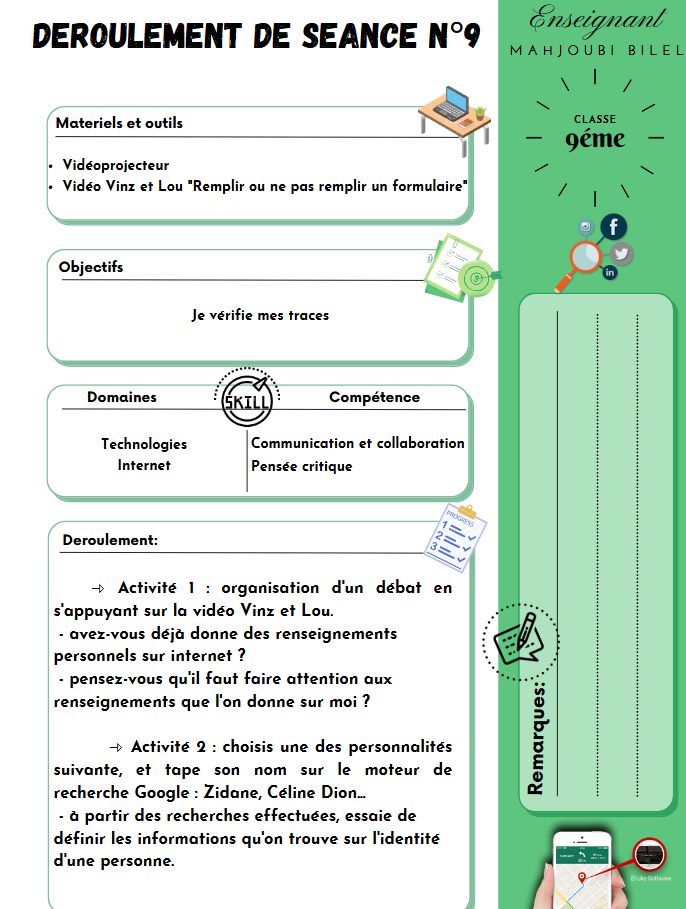 DEROULEMENT DE SEANCE N°9
Enseignant
MAHJOUBI BILEL
CLASSE
9éme
Materiels et outils
• Vidéoprojecteur
• Vidéo Vinz et Lou "Remplir ou ne pas remplir un formulaire"
Objectifs
Je vérifie mes traces
Domaines
SKILL
Compétence
Technologies
Internet
Communication et collaboration
Pensée critique
PROGRESS
1
2
3
Deroulement:
→ Activité 1 : organisation d'un débat en
s'appuyant sur la vidéo Vinz et Lou.
- avez-vous déjà donne des renseignements
personnels sur internet ?
- pensez-vous qu'il faut faire attention aux
renseignements que l'on donne sur moi ?
→ Activité 2 : choisis une des personnalités
suivante, et tape son nom sur le moteur de
recherche Google : Zidane, Céline Dion...
- à partir des recherches effectuées, essaie de
définir les informations qu'on trouve sur l'identité
d'une personne.
Remarques:
f
in